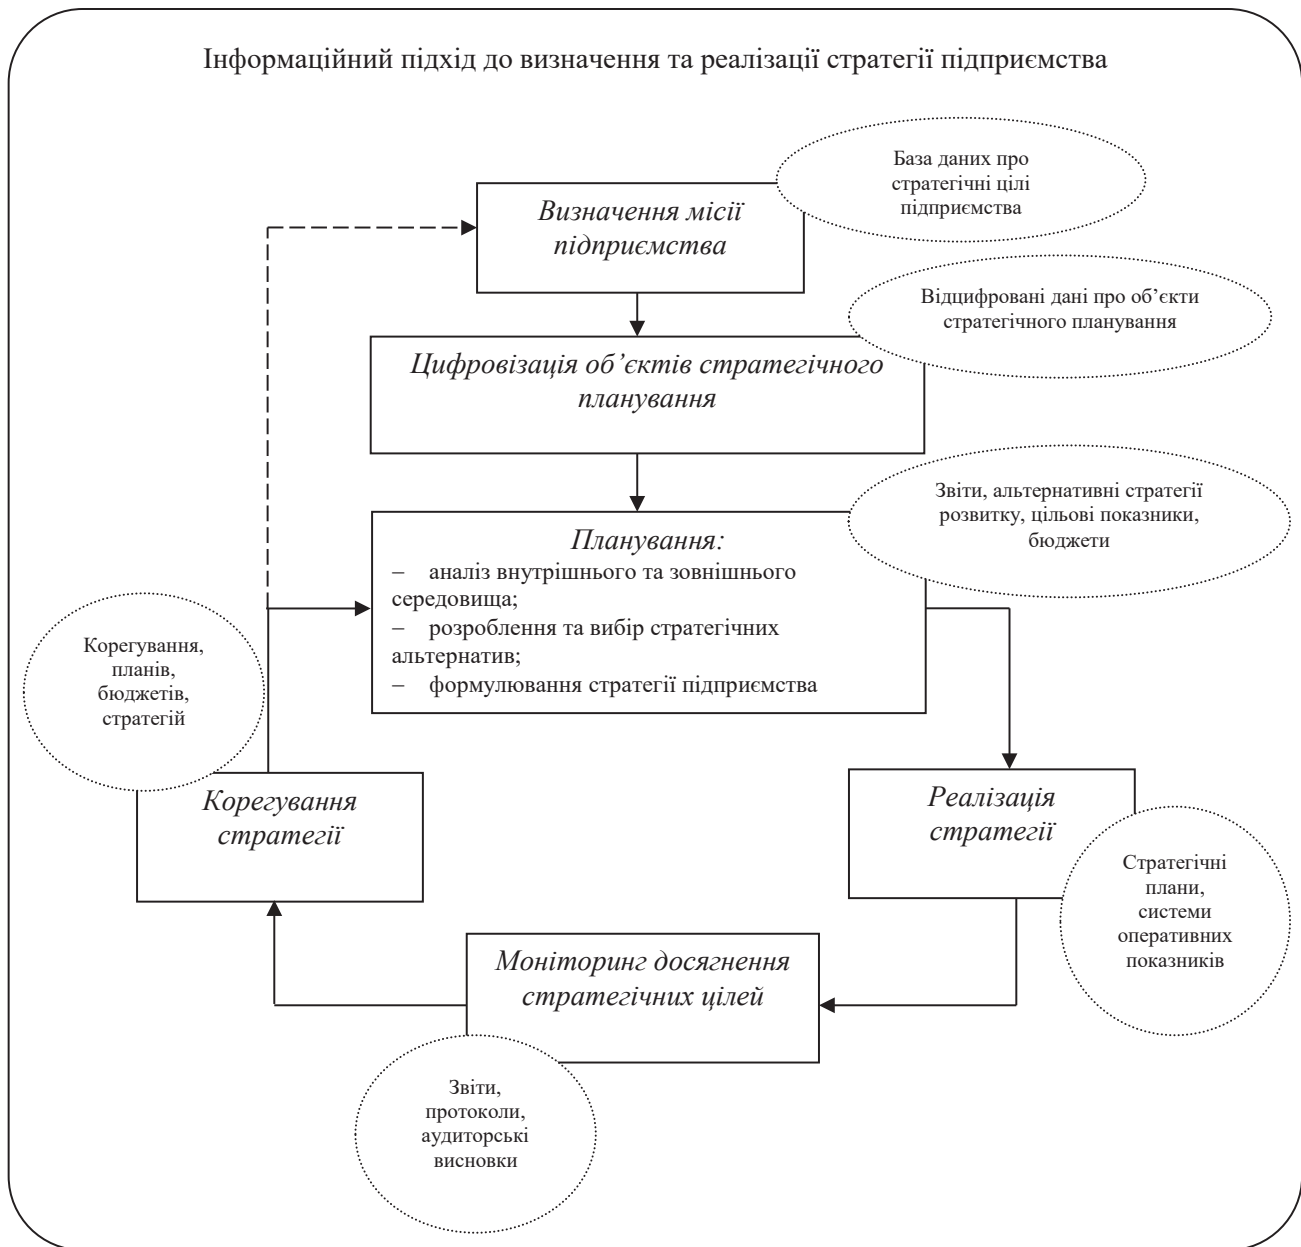 Інформаційний підхід до визначення та реалізації стратегії підприємства
База даних про
стратегічні цілі
підприємства
Визначення місії
підприємства
Відцифровані дані про об’єкти
стратегічного планування
Цифровізація об’єктів стратегічного
планування
Звіти, альтернативні стратегії
розвитку, цільові показники,
бюджети
Планування:
– аналіз внутрішнього та зовнішнього
середовища;
– розроблення та вибір стратегічних
альтернатив;
– формулювання стратегії підприємства
Корегування,
планів,
бюджетів,
стратегій
Корегування
стратегії
Реалізація
стратегії
Стратегічні
плани,
системи
оперативних
показників
Моніторинг досягнення
стратегічних цілей
Звіти,
протоколи,
аудиторські
висновки